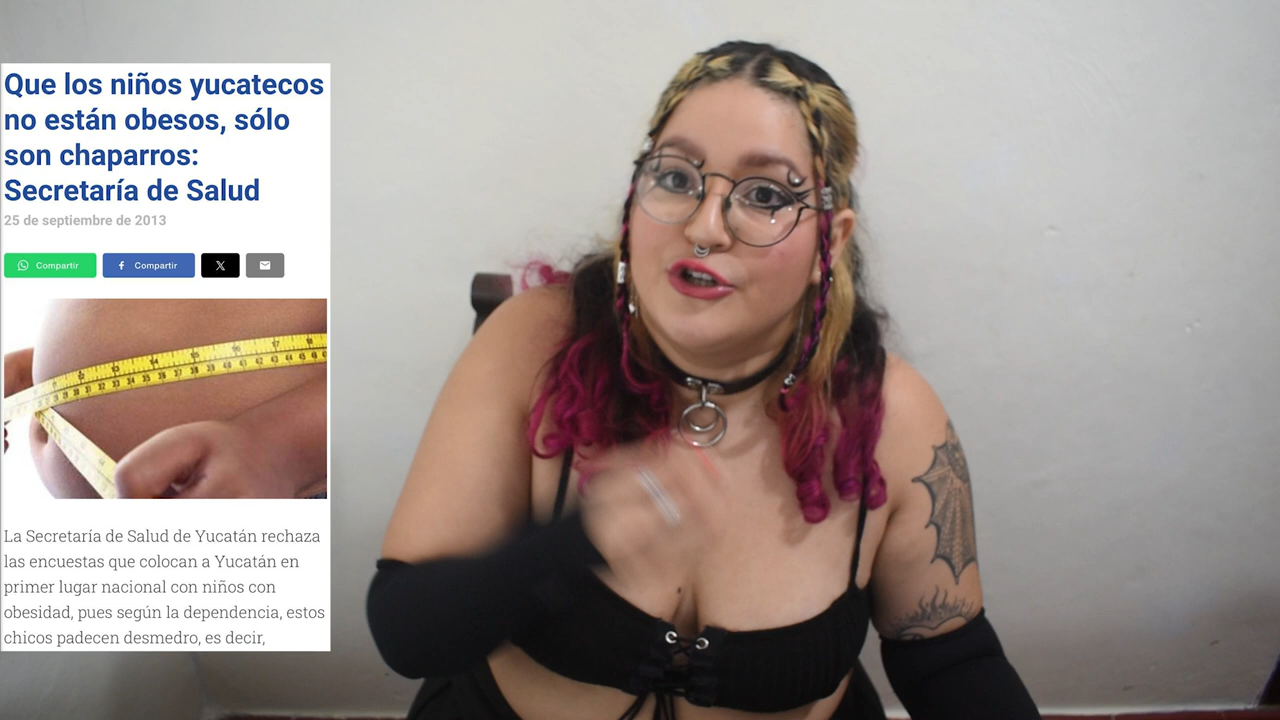 Que los niños yucatecos
no están obesos, sólo
son chaparros:
Secretaría de Salud
25 de septiembre de 2013
Compartir
Compartir
La Secretaría de Salud de Yucatán rechaza
las encuestas que colocan a Yucatán en
primer lugar nacional con niños con
obesidad, pues según la dependencia, estos
chicos padecen desmedro, es decir,